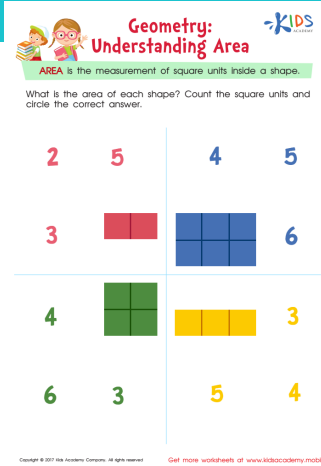 Geometry:
Understanding Area
KIDS
ACADEMY
AREA is the measurement of square units inside a shape.
What is the area of each shape? Count the square units and
circle the correct answer.
2 5 4 5
3 6
4 3
6 3 5 4
Copyright © 2017 Kids Academy Company. All rights reserved
Get more worksheets at www.kidsacademy.mobi